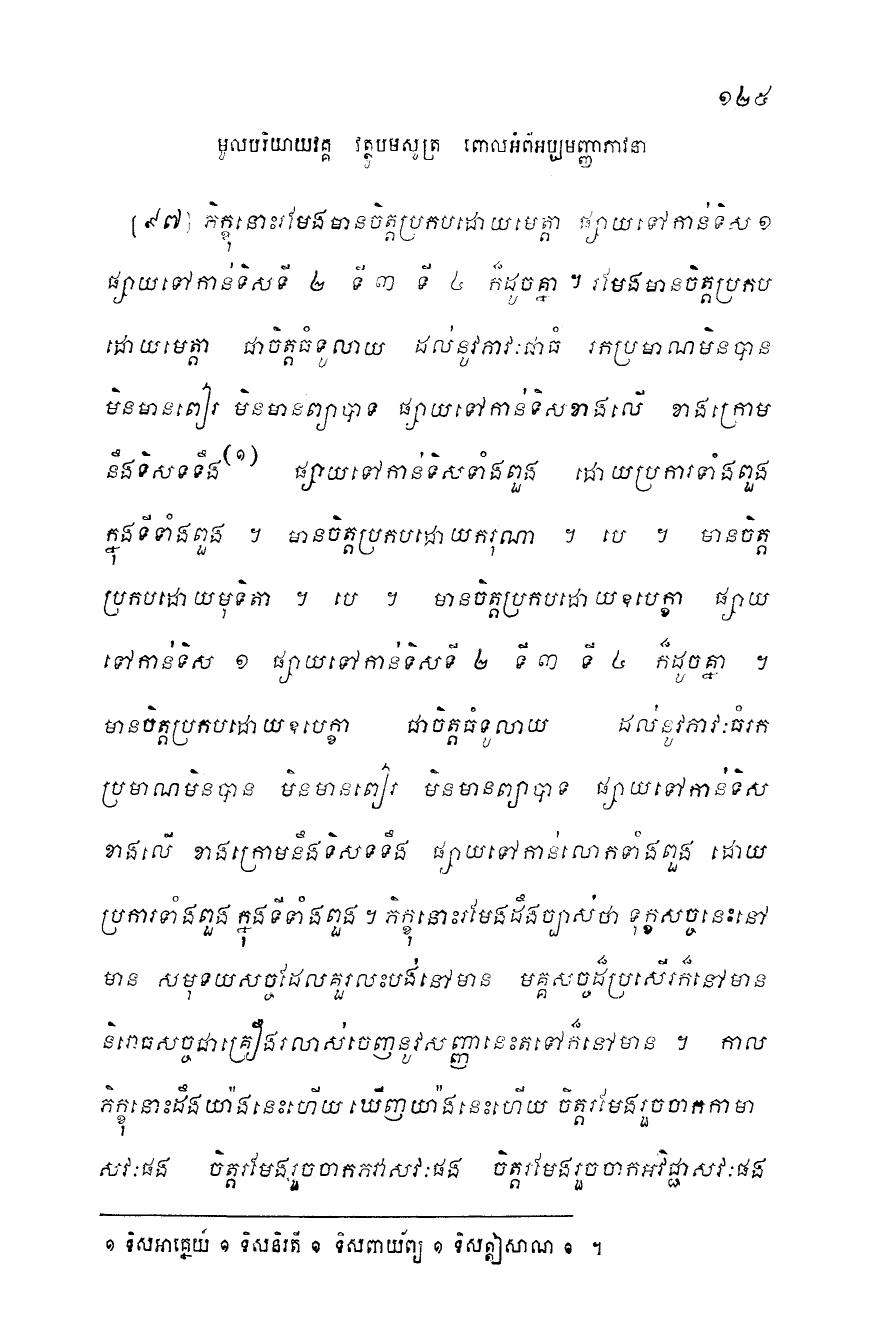 ១២៥
មូលបរិយាយវគ្គ វត្ថូបមសូត្រ ពោលអំពីអប្បមញ្ញាភាវនា
[៩៧] ភិក្ខុនោះរមែងមានចិត្តប្រកបដោយមេត្តា ផ្សាយទៅកាន់ទិស ១
ផ្សាយទៅកាន់ទិសទី ២ ទី ៣ ទី ៤ ក៏ដូចគ្នា ។ រមែងមានចិត្តប្រកប
ដោយមេត្តា ជាចិត្តធំទូលាយ ដល់នូវភាវៈជាធំ រកប្រមាណមិនបាន
មិនមានពៀរ មិនមានព្យាបាទ ផ្សាយទៅកាន់ទិសខាងលើ ខាងក្រោម
នឹងទិសទទឹង(១) ផ្សាយទៅកាន់ទិសទាំងពួង ដោយប្រការទាំងពួង
ក្នុងទីទាំងពួង ។ មានចិត្តប្រកបដោយករុណា ។ បេ ។ មានចិត្ត
ប្រកបដោយមុទិតា ។ បេ ។ មានចិត្តប្រកបដោយឧបេក្ខា ផ្សាយ
ទៅកាន់ទិស ១ ផ្សាយទៅកាន់ទិសទី ២ ទី ៣ ទី ៤ ក៏ដូចគ្នា ។
មានចិត្តប្រកបដោយឧបេក្ខា ជាចិត្តធំទូលាយ ដល់នូវភាវៈធំរក
ប្រមាណមិនបាន មិនមានពៀរ មិនមានព្យាបាទ ផ្សាយទៅកាន់ទិស
ខាងលើ ខាងក្រោមនឹងទិសទទឹង ផ្សាយទៅកាន់លោកទាំងពួង ដោយ
ប្រការទាំងពួង ក្នុងទីទាំងពួង ។ ភិក្ខុនោះរមែងដឹងច្បាស់ថា ទុក្ខសច្ចនេះនៅ
មាន សមុទយសច្ចដែលគួរលះបង់នៅមាន មគ្គសច្ចដ៏ប្រសើរក៏នៅមាន
និរោធសច្ចជាគ្រឿងរលាស់ចេញនូវសញ្ញានេះតទៅក៏នៅមាន ។ កាល
ភិក្ខុនោះដឹងយ៉ាងនេះហើយ ឃើញយ៉ាងនេះហើយ ចិត្តរមែងរួចចាកកាមា
សវៈផង ចិត្តរមែងរួចចាកភវាសវៈផង ចិត្តរមែងរួចចាកអវិជ្ជាសវៈផង
១ ទិសអាគ្នេយ៍ ១ ទិសនិរតី ១ ទិសពាយ័ព្យ ១ ទិសឦសាណ ១ ។